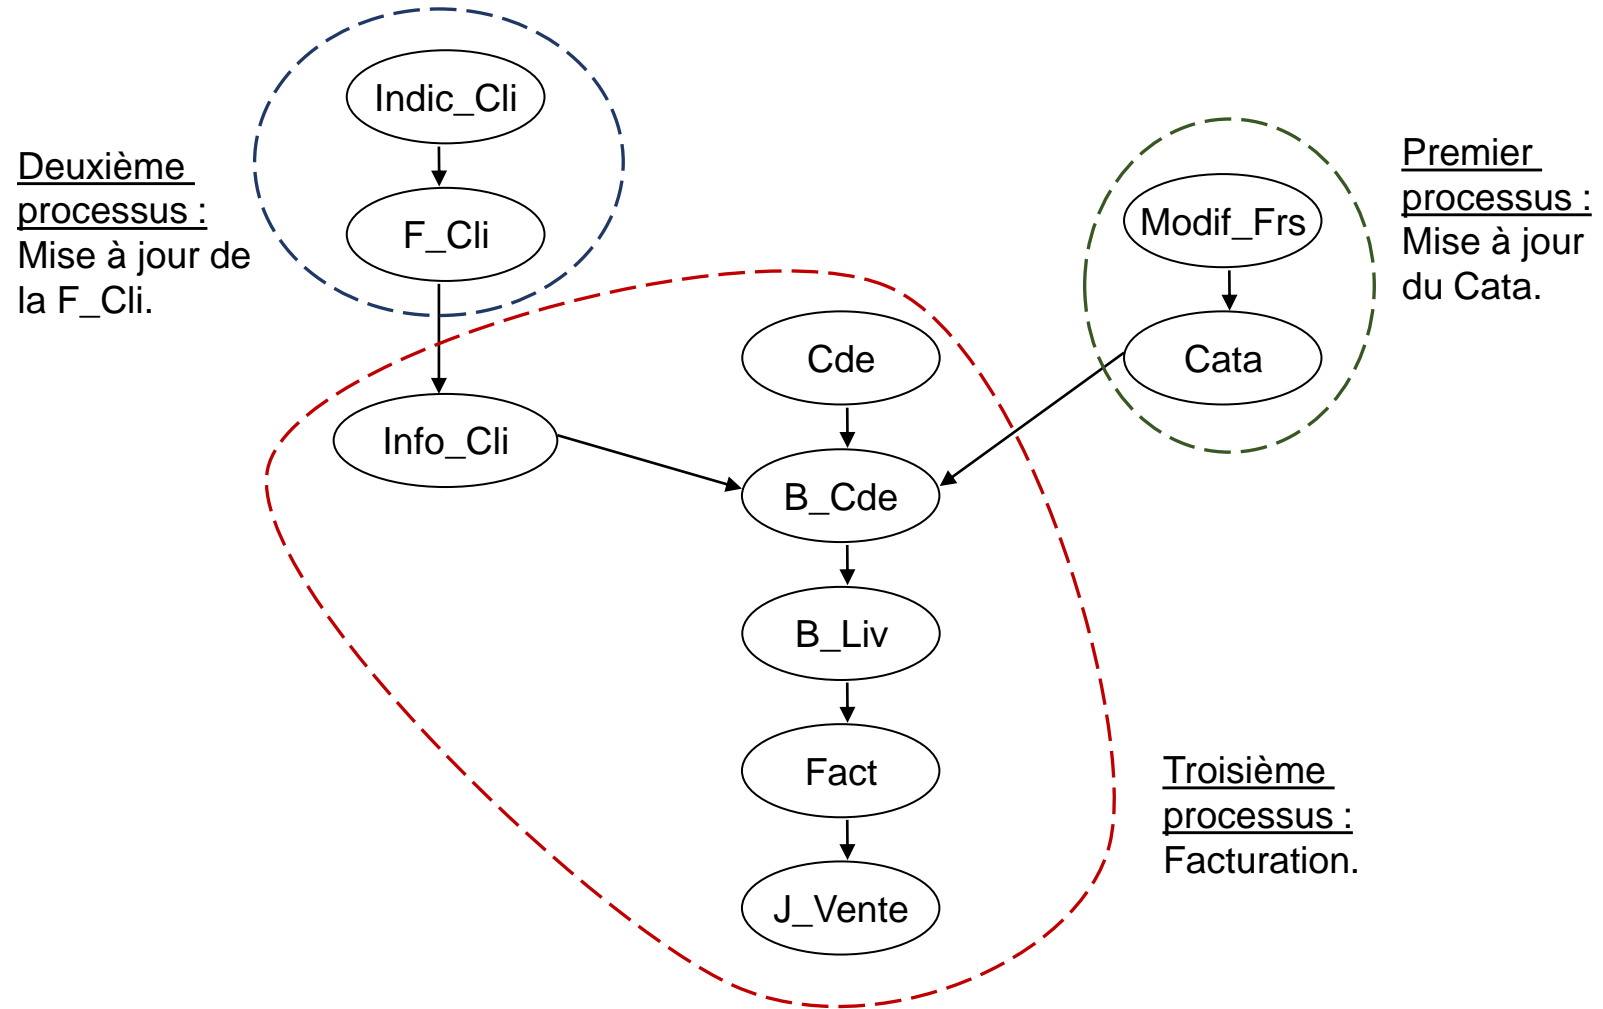 Indic_Cli
Deuxième
processus :
Mise à jour de
la F_Cli.
F_Cli
Premier
processus :
Mise à jour
du Cata.
Modif_Frs
Cata
Cde
Info_Cli
B_Cde
B_Liv
Fact
Troisième
processus :
Facturation.
J_Vente